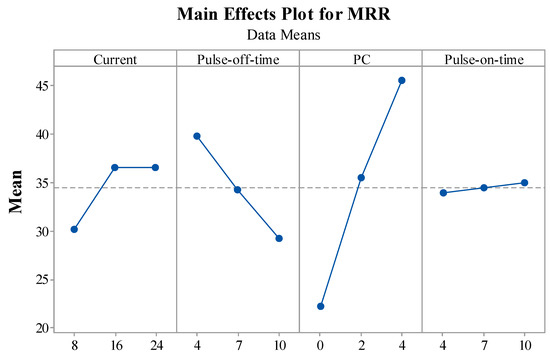 Main Effects Plot for MRR
Data Means
Current Pulse-off-time PC Pulse-on-time
Mean
45
40
35
30
25
20
8 16 24 4 7 10 0 2 4 4 7 10